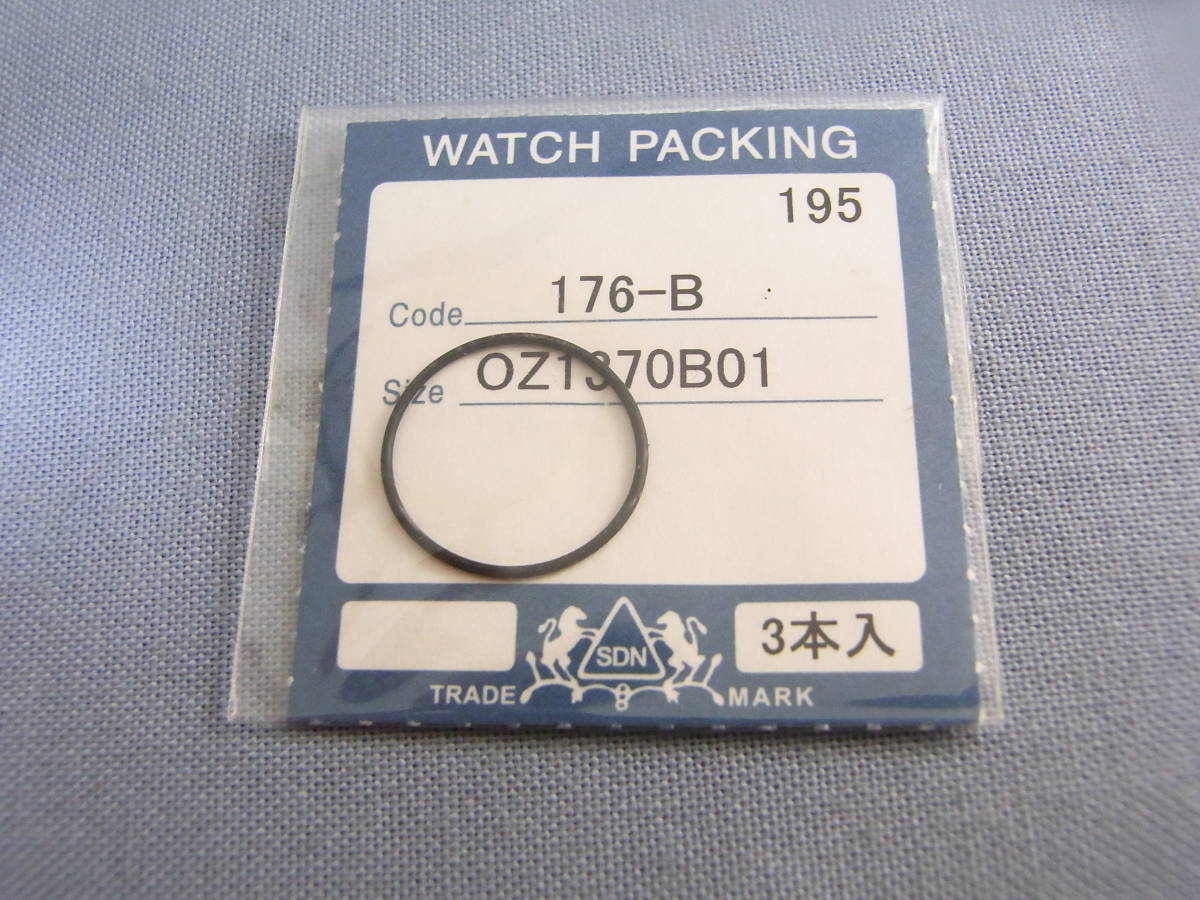 WATCH PACKING
195
Code 176-B
Size OZ1370B01
SDN
3本入
TRADE MARK